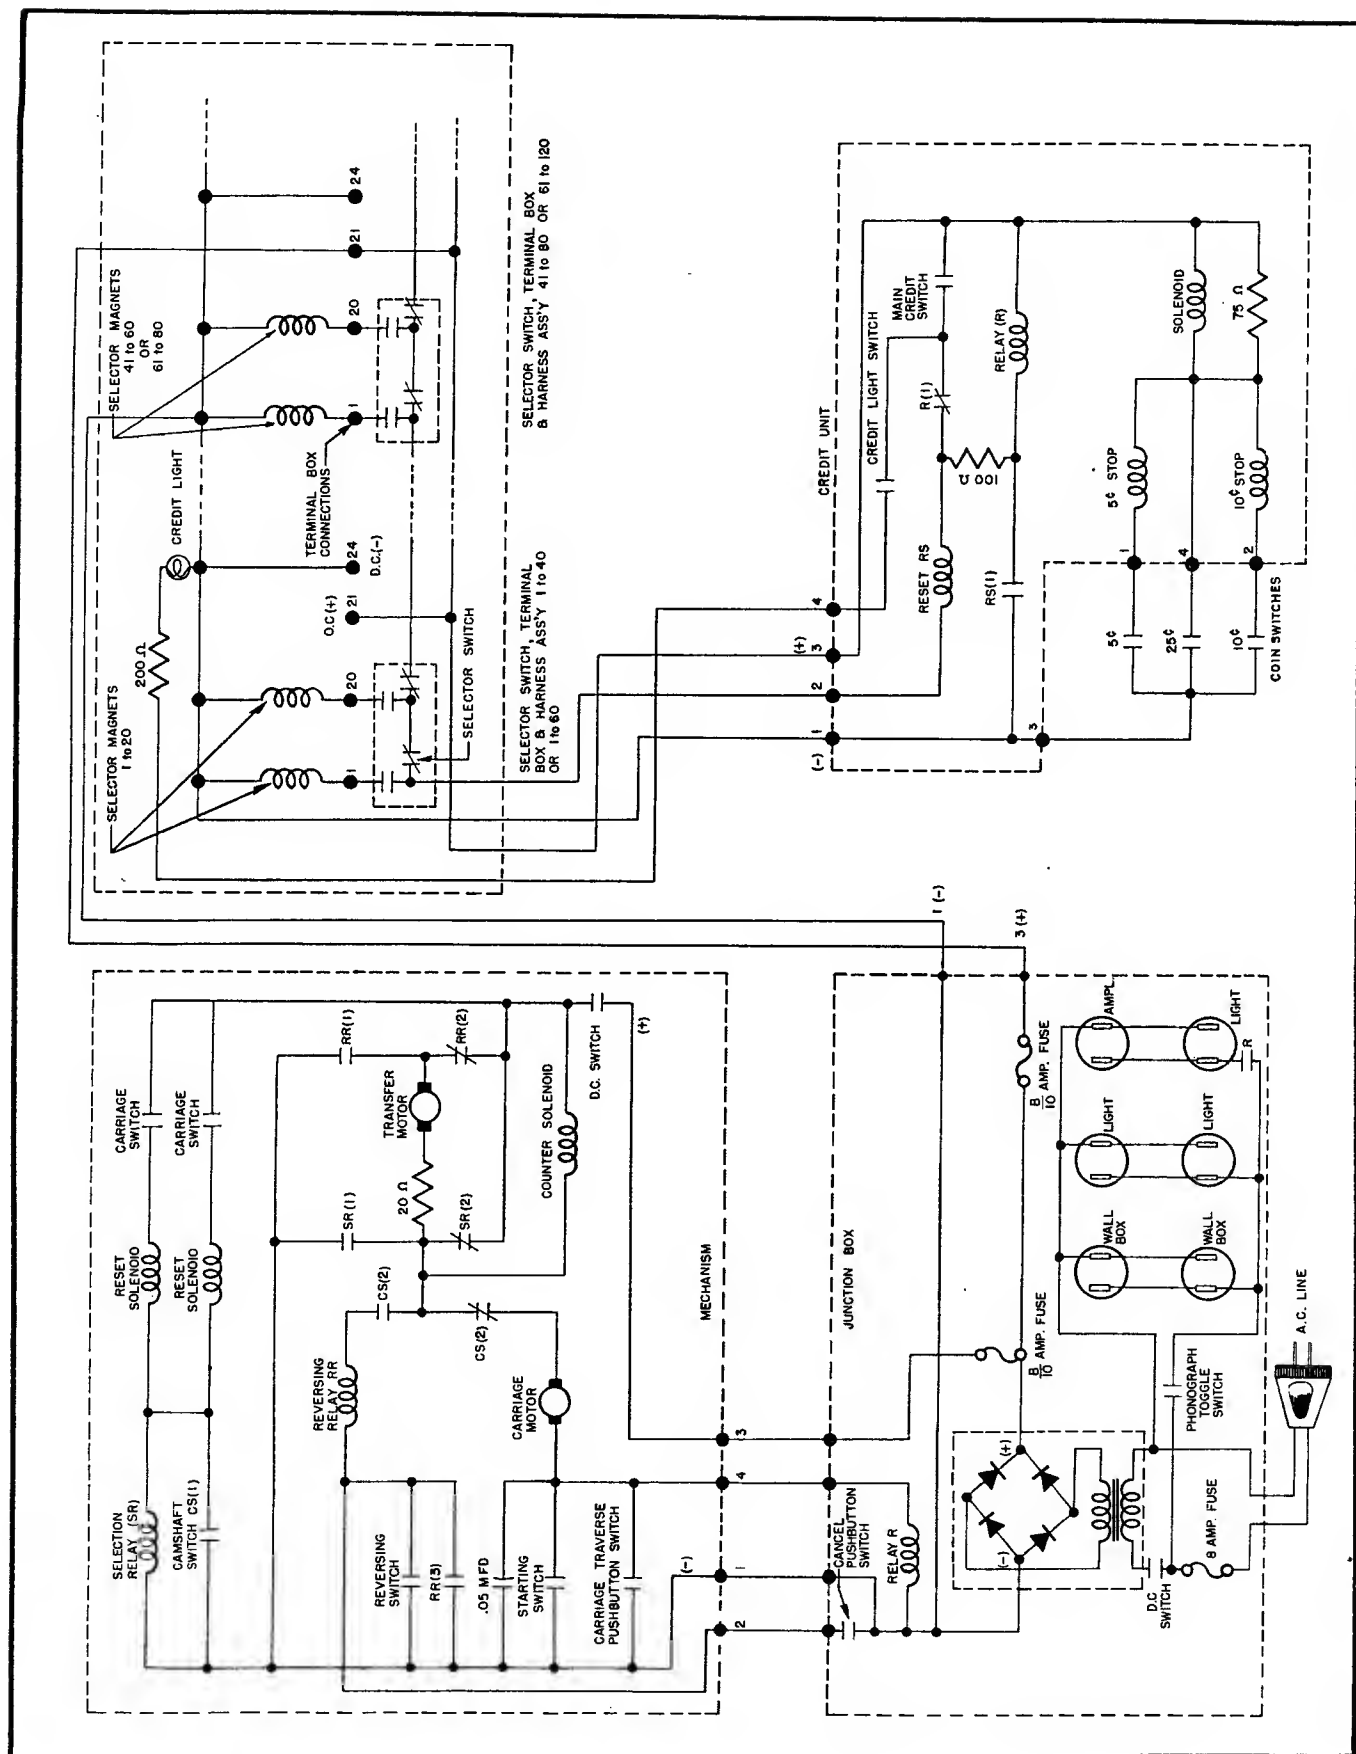 SELECTOR MAGNETS
1 to 20
200 Ω
CREDIT LIGHT
SELECTOR MAGNETS
41 to 60
OR
61 to 80
1
20
21
O.C (+)
24
D.C.(-)
TERMINAL BOX
CONNECTIONS
1
20
21
24
SELECTOR SWITCH
SELECTOR SWITCH, TERMINAL
BOX & HARNESS ASS'Y 1 to 40
OR 1 to 60
SELECTOR SWITCH, TERMINAL BOX
& HARNESS ASS'Y 41 to 80 OR 61 to 120
CREDIT UNIT
(-)
1
2
3
(+)
4
CREDIT LIGHT SWITCH
MAIN
CREDIT
SWITCH
R(1)
RESET RS
100 Ω
RS(1)
RELAY (R)
3
5¢ STOP
10¢ STOP
SOLENOID
75 Ω
1
4
2
5¢
25¢
10¢
COIN SWITCHES
CARRIAGE
SWITCH
CARRIAGE
SWITCH
RESET
SOLENOID
RESET
SOLENOID
SELECTION
RELAY (SR)
CAMSHAFT
SWITCH CS(1)
RR(1)
RR(2)
TRANSFER
MOTOR
20 Ω
SR(1)
SR(2)
COUNTER SOLENOID
D.C. SWITCH
(+)
CS(2)
CS(2)
REVERSING
RELAY RR
CARRIAGE
MOTOR
REVERSING
SWITCH
RR(3)
.05 MFD
STARTING
SWITCH
CARRIAGE TRAVERSE
PUSHBUTTON SWITCH
(-)
MECHANISM
3
4
1
2
JUNCTION BOX
1 (-)
3 (+)
8/10 AMP. FUSE
8/10 AMP. FUSE
AMPL.
LIGHT
R
LIGHT
LIGHT
WALL
BOX
WALL
BOX
CANCEL
PUSHBUTTON
SWITCH
RELAY R
(+)
(-)
PHONOGRAPH
TOGGLE
SWITCH
D.C
SWITCH
8 AMP. FUSE
A.C. LINE